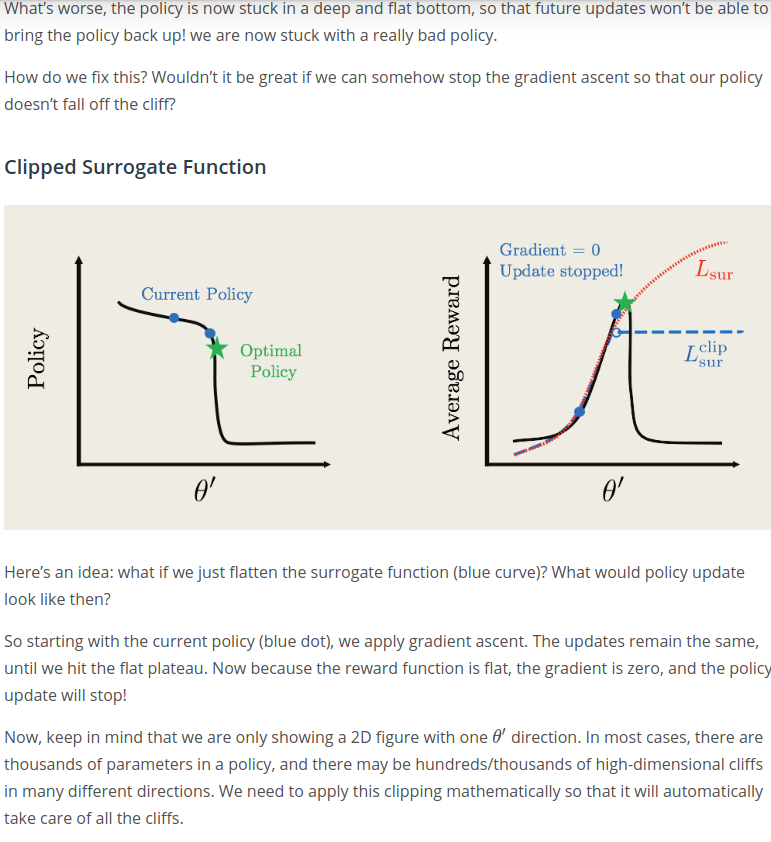 What’s worse, the policy is now stuck in a deep and flat bottom, so that future updates won’t be able to
bring the policy back up! we are now stuck with a really bad policy.
How do we fix this? Wouldn’t it be great if we can somehow stop the gradient ascent so that our policy
doesn’t fall off the cliff?
Clipped Surrogate Function
Policy
Current Policy
Optimal
Policy
θ′
Average Reward
Gradient = 0
Update stopped!
L_sur
L_sur^clip
θ′
Here’s an idea: what if we just flatten the surrogate function (blue curve)? What would policy update
look like then?
So starting with the current policy (blue dot), we apply gradient ascent. The updates remain the same,
until we hit the flat plateau. Now because the reward function is flat, the gradient is zero, and the policy
update will stop!
Now, keep in mind that we are only showing a 2D figure with one θ′ direction. In most cases, there are
thousands of parameters in a policy, and there may be hundreds/thousands of high-dimensional cliffs
in many different directions. We need to apply this clipping mathematically so that it will automatically
take care of all the cliffs.